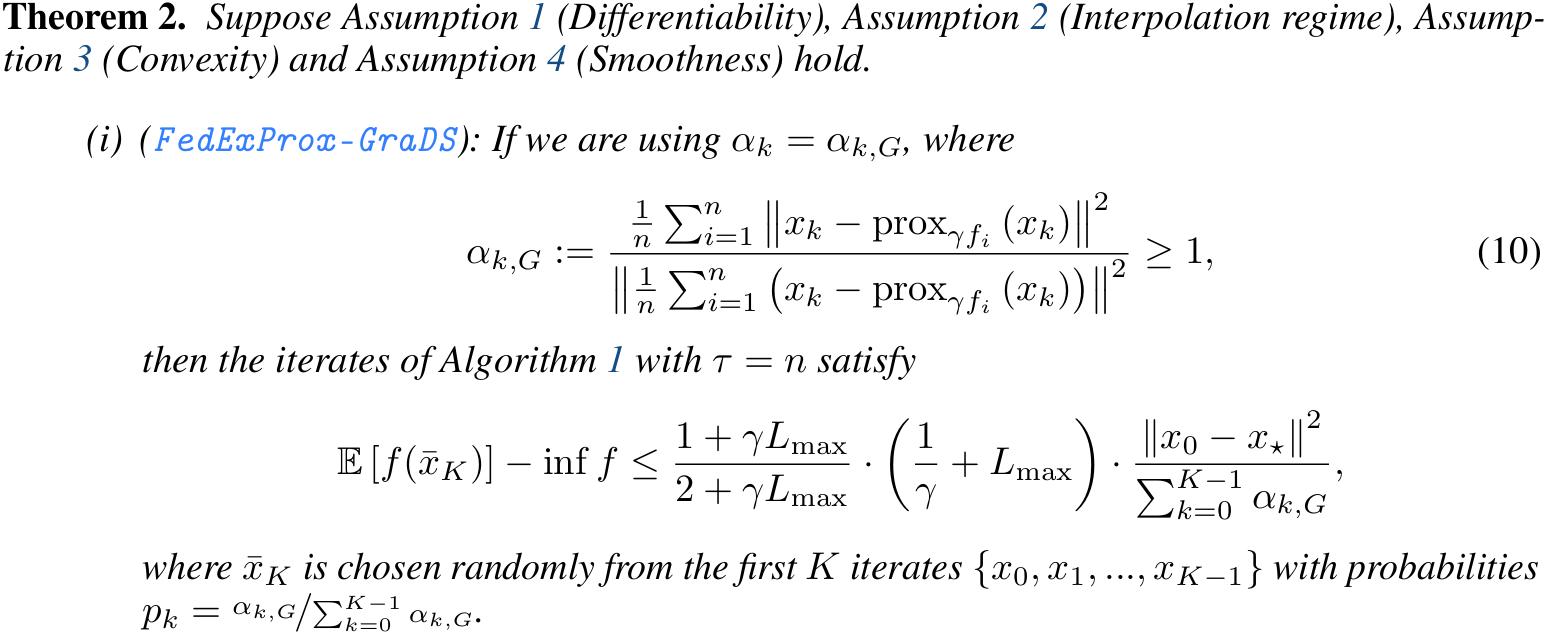 Theorem 2. Suppose Assumption 1 (Differentiability), Assumption 2 (Interpolation regime), Assump-
tion 3 (Convexity) and Assumption 4 (Smoothness) hold.
(i) (FedExProx-GraDS): If we are using $\alpha_k = \alpha_{k,G}$, where
$$\alpha_{k,G} := \frac{\frac{1}{n} \sum_{i=1}^{n} \left\| x_k - \mathrm{prox}_{\gamma f_i} (x_k) \right\|^2}{\left\| \frac{1}{n} \sum_{i=1}^{n} \left( x_k - \mathrm{prox}_{\gamma f_i} (x_k) \right) \right\|^2} \geq 1, \quad (10)$$
then the iterates of Algorithm 1 with $\tau = n$ satisfy
$$\mathbb{E} \left[ f(\bar{x}_K) \right] - \inf f \leq \frac{1 + \gamma L_{\max}}{2 + \gamma L_{\max}} \cdot \left( \frac{1}{\gamma} + L_{\max} \right) \cdot \frac{\| x_0 - x_\star \|^2}{\sum_{k=0}^{K-1} \alpha_{k,G}},$$
where $\bar{x}_K$ is chosen randomly from the first $K$ iterates $\{x_0, x_1, ..., x_{K-1}\}$ with probabilities
$p_k = \alpha_{k,G} / \sum_{k=0}^{K-1} \alpha_{k,G}$.